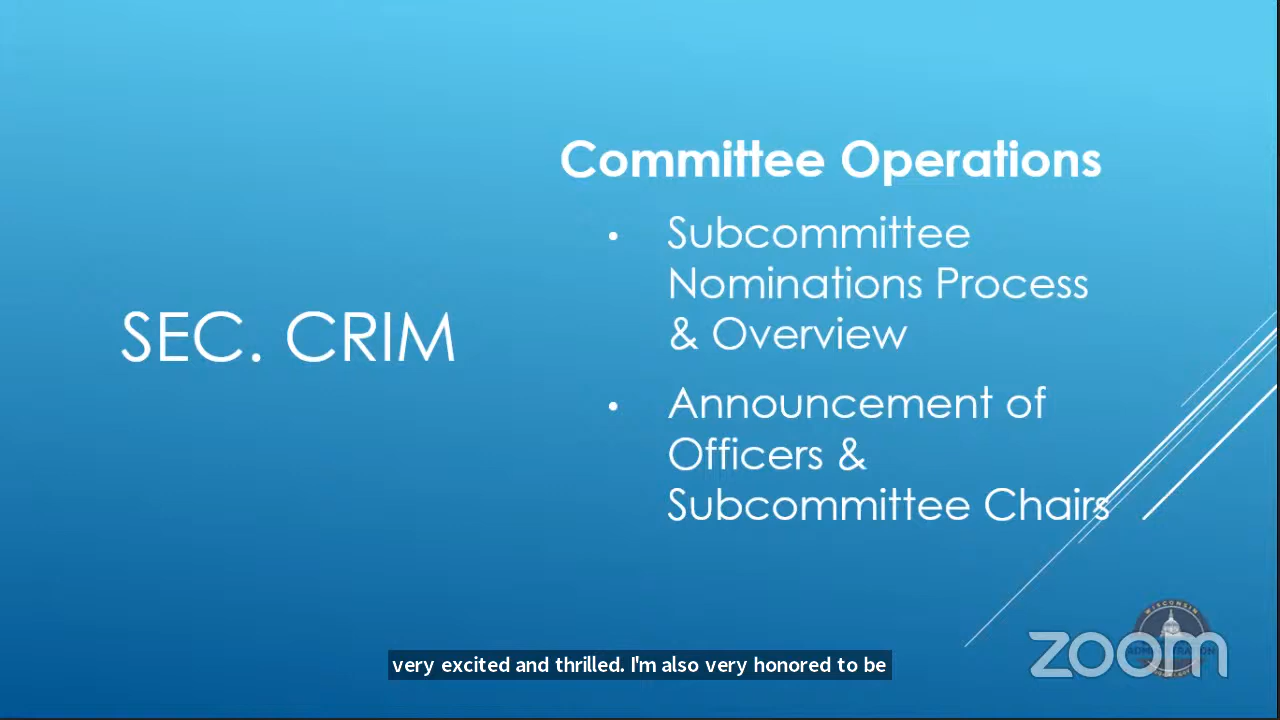 Committee Operations
• Subcommittee
Nominations Process
& Overview
SEC. CRIM
• Announcement of
Officers &
Subcommittee Chairs
WISCONSIN
zoom
very excited and thrilled. I'm also very honored to be